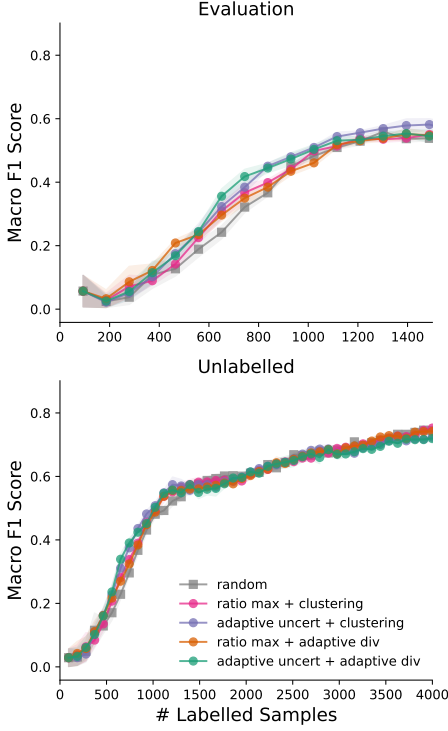 Evaluation
0.8
0.6
0.4
0.2
0.0
Macro F1 Score
0 200 400 600 800 1000 1200 1400
Unlabelled
0.8
0.6
0.4
0.2
0.0
Macro F1 Score
random
ratio max + clustering
adaptive uncert + clustering
ratio max + adaptive div
adaptive uncert + adaptive div
0 500 1000 1500 2000 2500 3000 3500 4000
# Labelled Samples